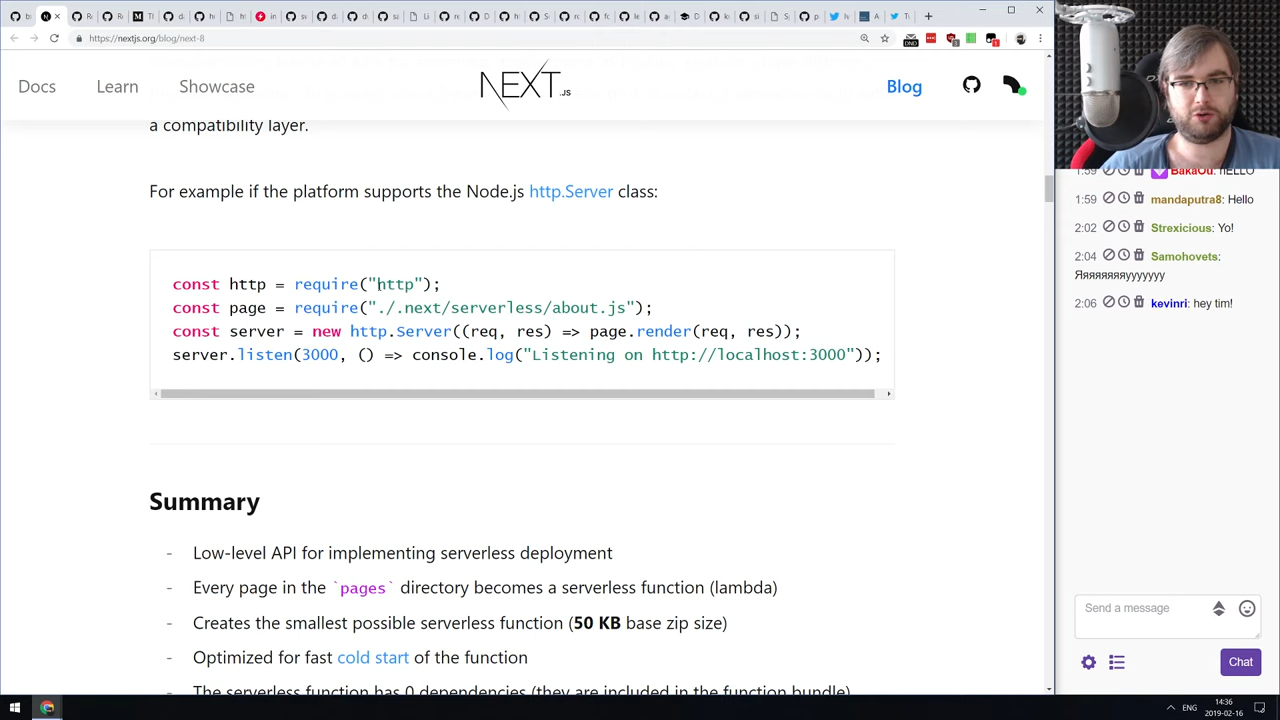 https://nextjs.org/blog/next-8
Docs
Learn
Showcase
NEXT.JS
Blog
a compatibility layer.
For example if the platform supports the Node.js http.Server class:
const http = require("http");
const page = require("./.next/serverless/about.js");
const server = new http.Server((req, res) => page.render(req, res));
server.listen(3000, () => console.log("Listening on http://localhost:3000"));
Summary
- Low-level API for implementing serverless deployment
- Every page in the `pages` directory becomes a serverless function (lambda)
- Creates the smallest possible serverless function (50 KB base zip size)
- Optimized for fast cold start of the function
- The serverless function has 0 dependencies (they are included in the function bundle)
1:59 BakaOu: hELLO
1:59 mandaputra8: Hello
2:02 Strexicious: Yo!
2:04 Samohovets:
Яяяяяяяяууууууу
2:06 kevinri: hey tim!
Send a message
Chat
ENG
14:36
2019-02-16